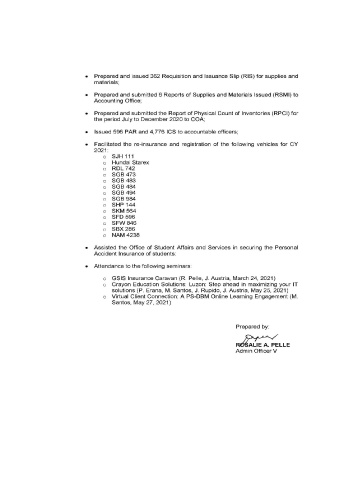 • Prepared and issued 362 Requisition and Issuance Slip (RIS) for supplies and
materials;
• Prepared and submitted 6 Reports of Supplies and Materials Issued (RSMI) to
Accounting Office;
• Prepared and submitted the Report of Physical Count of Inventories (RPCI) for
the period July to December 2020 to COA;
• Issued 596 PAR and 4,776 ICS to accountable officers;
• Facilitated the re-insurance and registration of the following vehicles for CY
2021:
o SJH 111
o Hundai Starex
o RDL 742
o SGB 473
o SGB 483
o SGB 484
o SGB 494
o SGB 984
o SHP 144
o SKM 564
o SFD 596
o SFW 846
o SBX 286
o NAM 4238
• Assisted the Office of Student Affairs and Services in securing the Personal
Accident Insurance of students.
• Attendance to the following seminars:
o GSIS Insurance Caravan (R. Pelle, J. Austria, March 24, 2021)
o Crayon Education Solutions Luzon: Step ahead in maximizing your IT
solutions (P. Erana, M. Santos, J. Rupido, J. Austria, May 25, 2021)
o Virtual Client Connection: A PS-DBM Online Learning Engagement (M.
Santos, May 27, 2021)
Prepared by:
ROSALIE A. PELLE
Admin Officer V